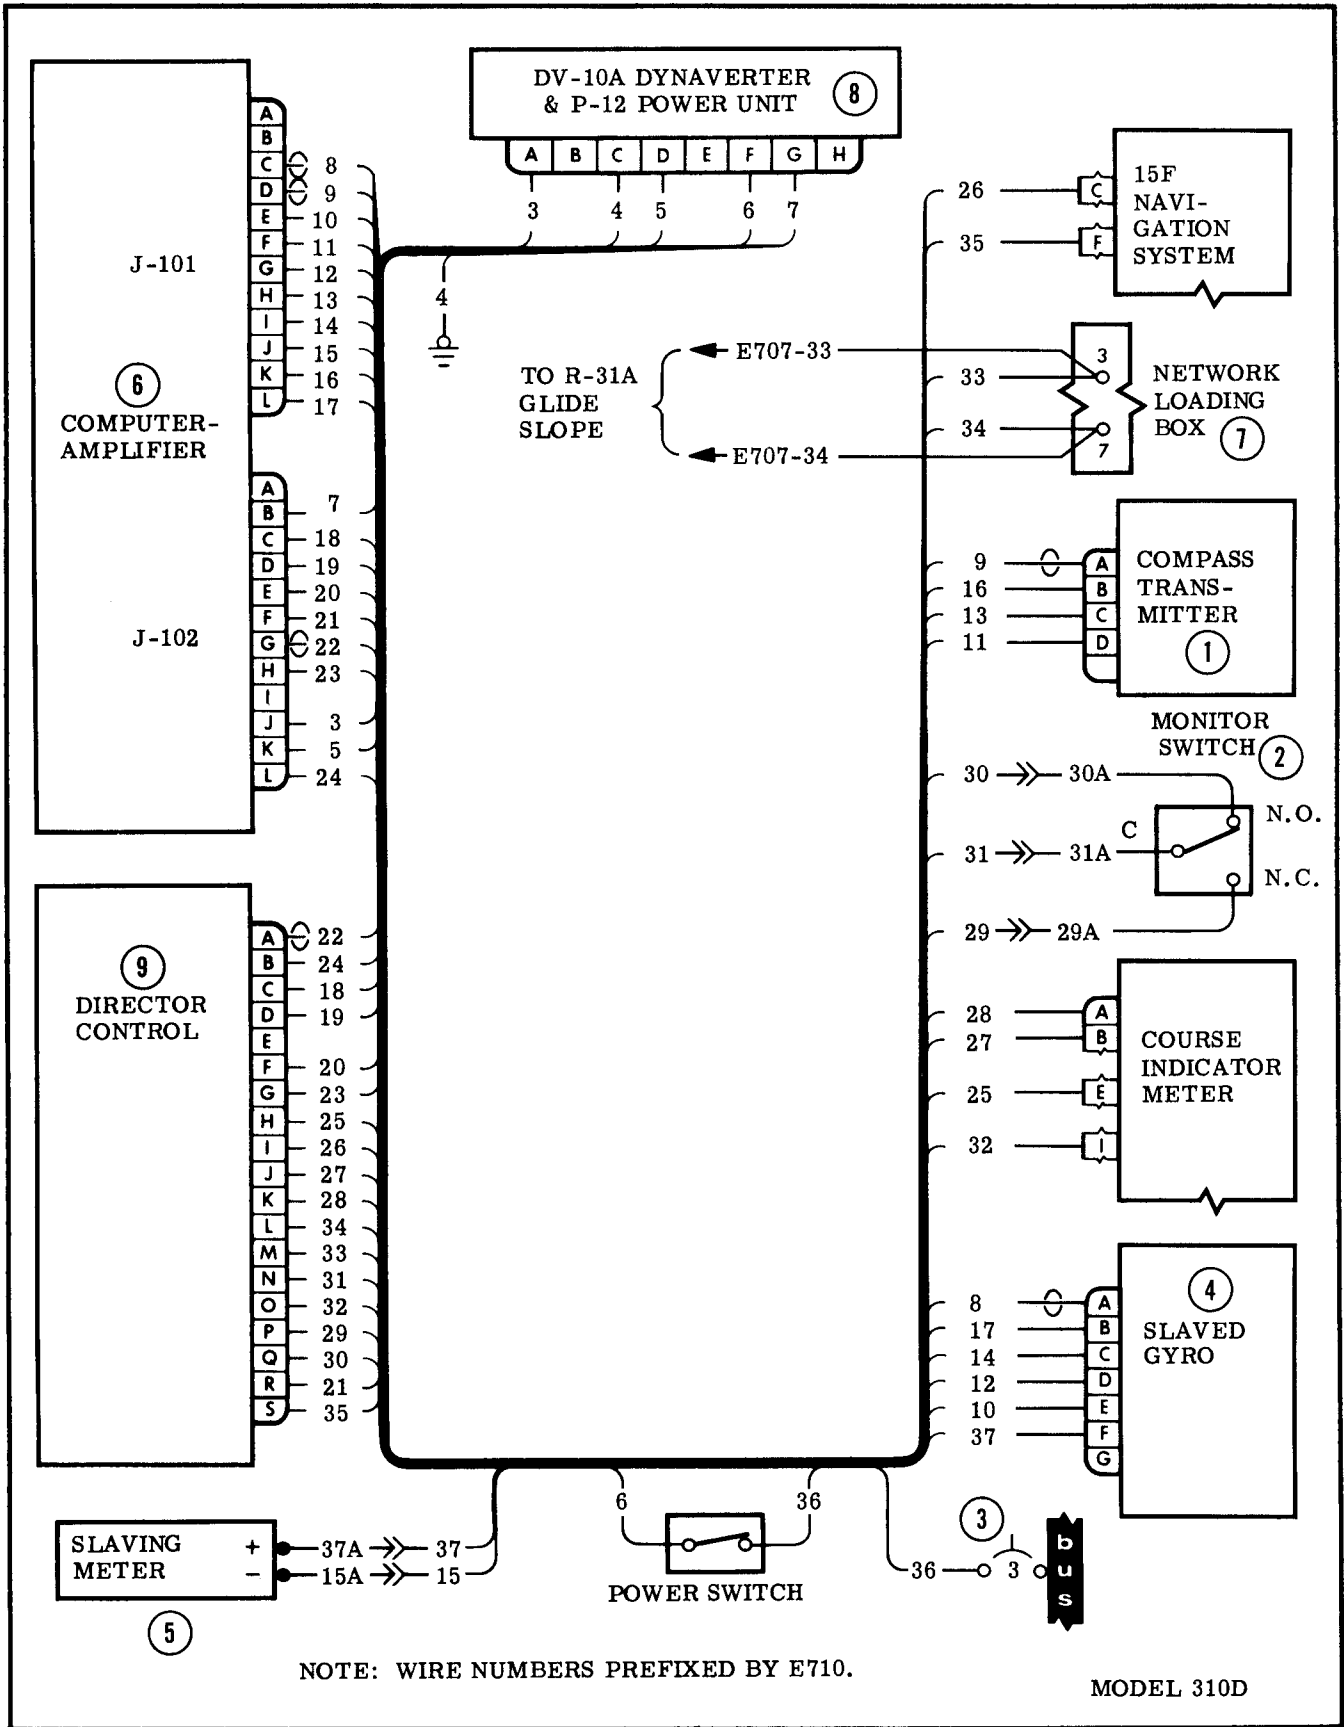 DV-10A DYNAVERTER
& P-12 POWER UNIT
8
A B C D E F G H
3 4 5 6 7
4
J-101
6
COMPUTER-
AMPLIFIER
A
B
C 8
D 9
E 10
F 11
G 12
H 13
I 14
J 15
K 16
L 17
J-102
A
B 7
C 18
D 19
E 20
F 21
G 22
H 23
I
J 3
K 5
L 24
9
DIRECTOR
CONTROL
A 22
B 24
C 18
D 19
E
F 20
G 23
H 25
I 26
J 27
K 28
L 34
M 33
N 31
O 32
P 29
Q 30
R 21
S 35
26 C
35 F
15F
NAVI-
GATION
SYSTEM
TO R-31A
GLIDE
SLOPE
E707-33
33
3
34
7
E707-34
NETWORK
LOADING
BOX 7
9 A
16 B
13 C
11 D
COMPASS
TRANS-
MITTER
1
MONITOR
SWITCH 2
30 30A N.O.
31 31A C
29 29A N.C.
28 A
27 B
25 E
32 I
COURSE
INDICATOR
METER
8 A
17 B
14 C
12 D
10 E
37 F
G
4
SLAVED
GYRO
SLAVING
METER
+ 37A 37
− 15A 15
5
6 36
POWER SWITCH
3
36 3
bus
NOTE: WIRE NUMBERS PREFIXED BY E710.
MODEL 310D